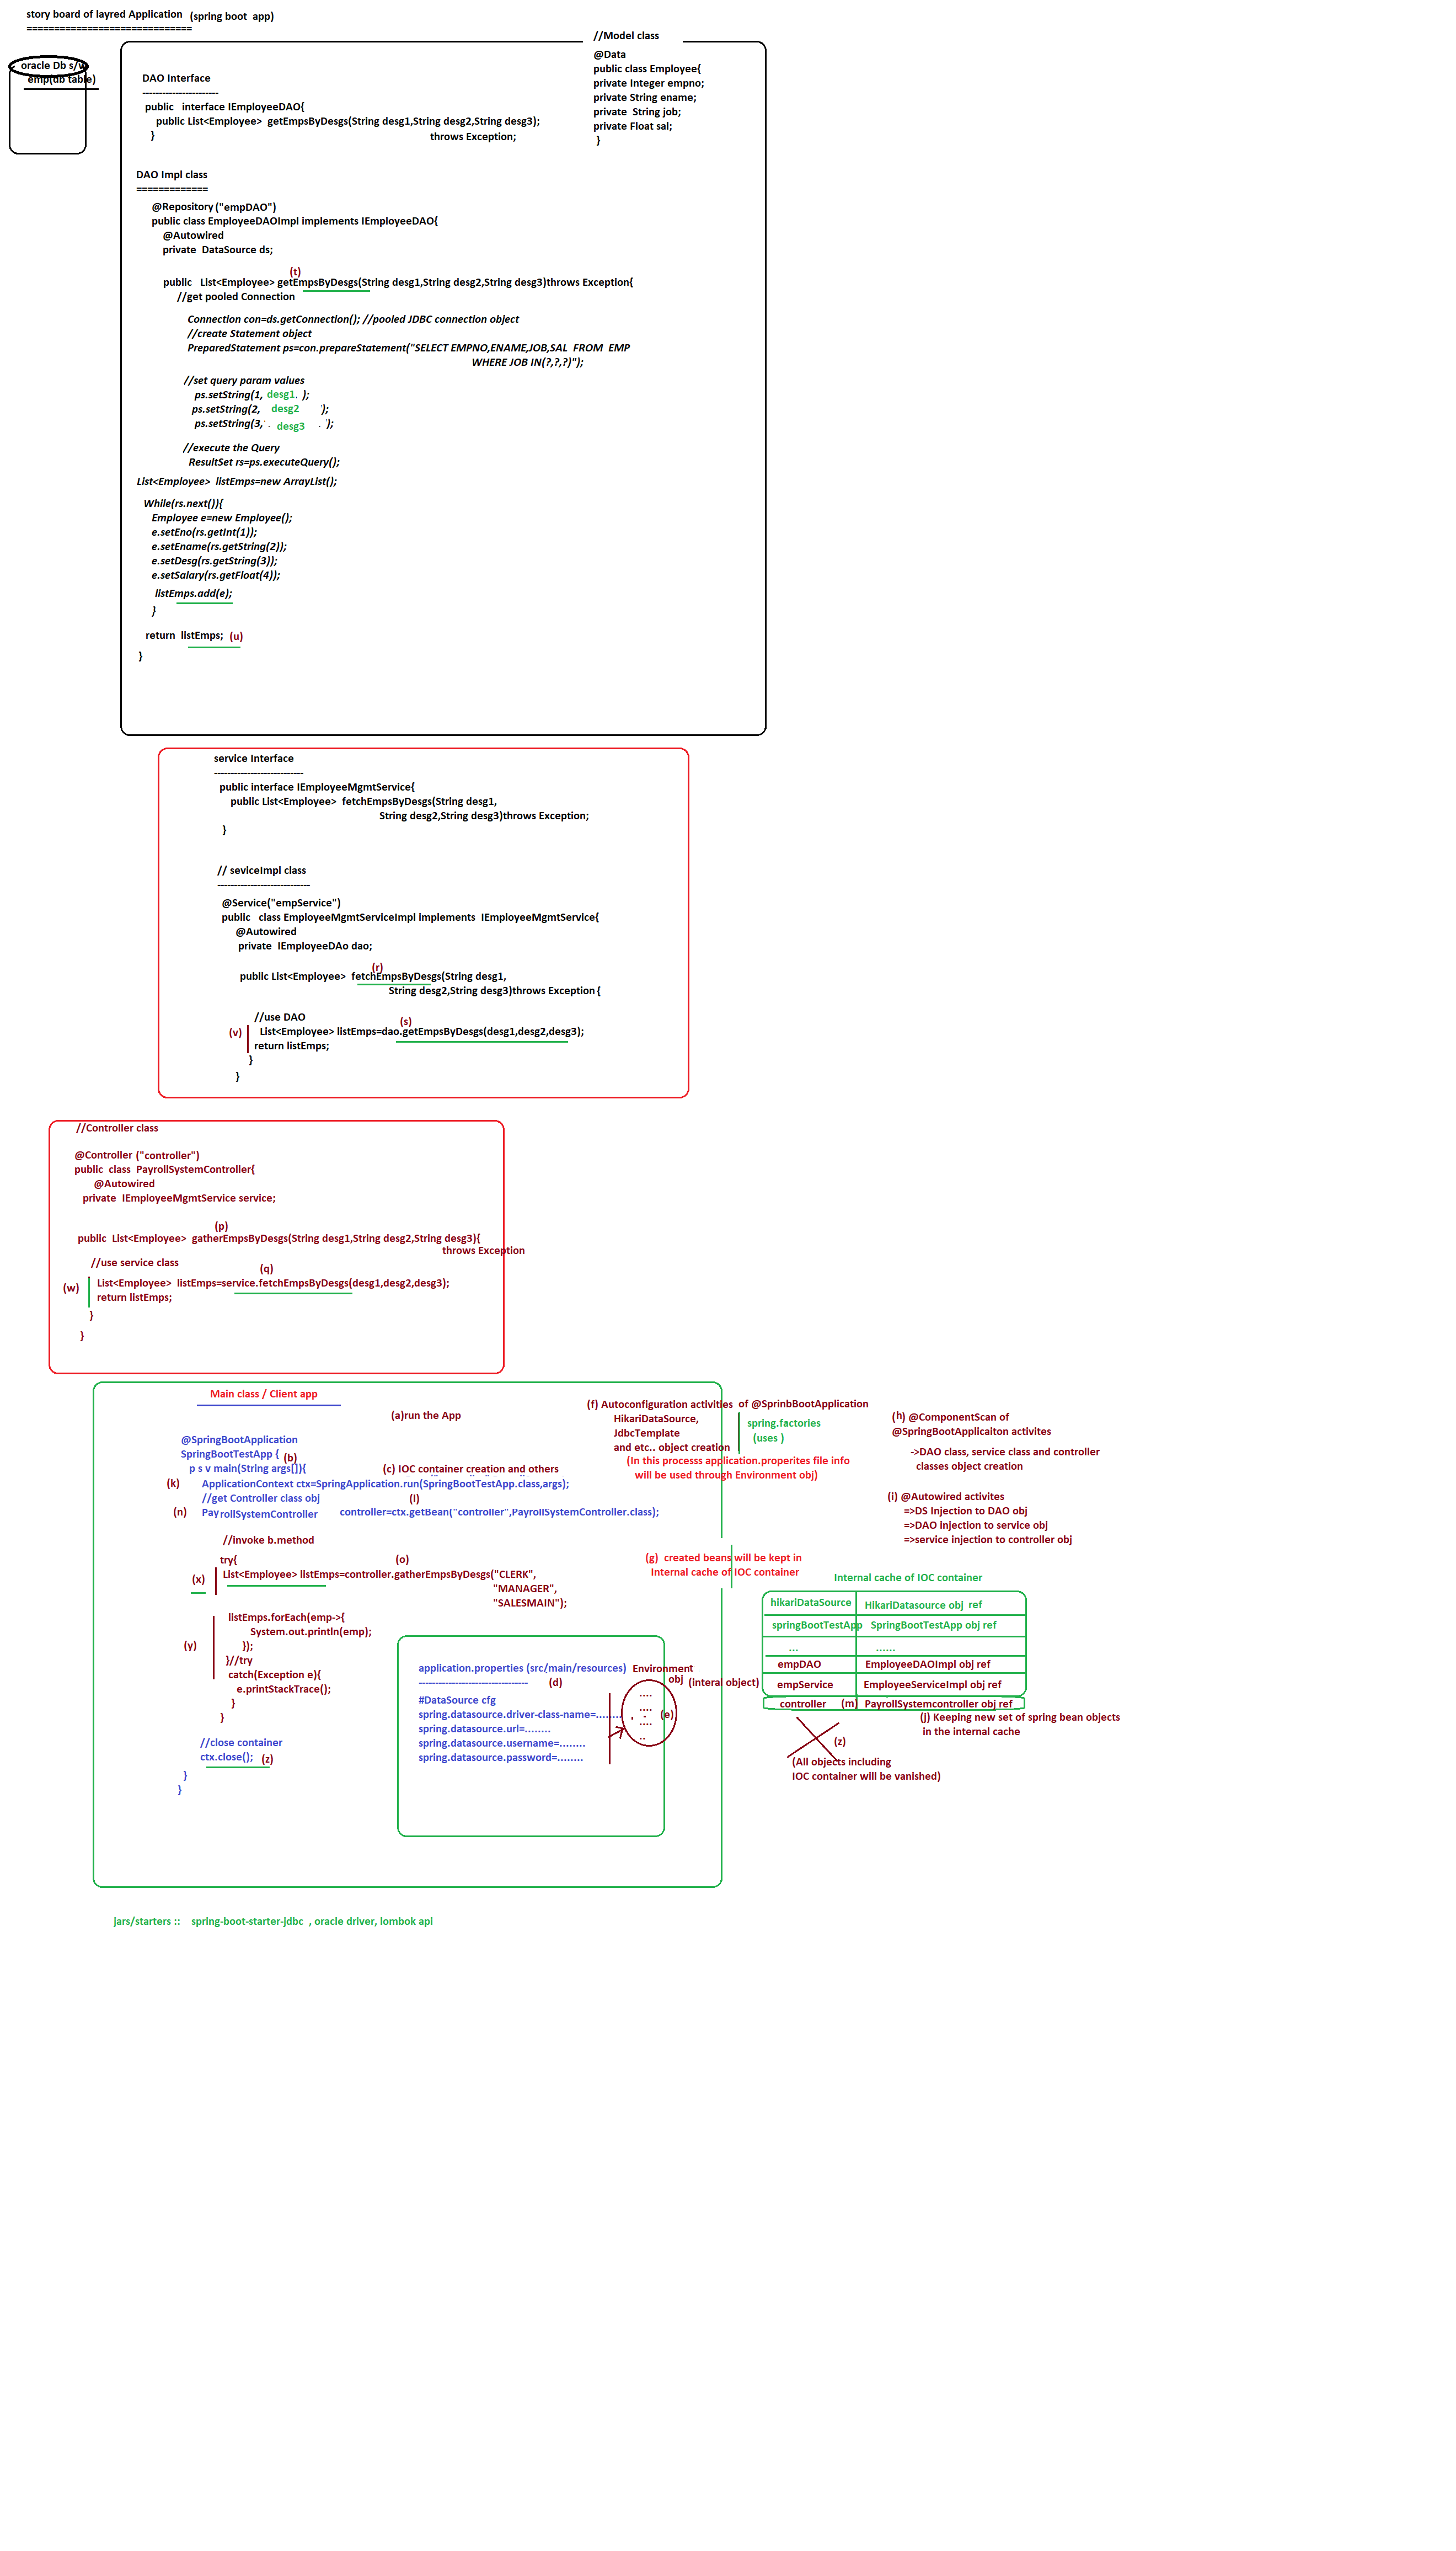 story board of layred Application (spring boot app)
==============================
oracle Db s/w
emp(db table)
//Model class
@Data
public class Employee{
private Integer empno;
private String ename;
private String job;
private Float sal;
}
DAO Interface
-----------------------
public interface IEmployeeDAO{
public List<Employee> getEmpsByDesgs(String desg1,String desg2,String desg3);
} throws Exception;
DAO Impl class
=============
@Repository ("empDAO")
public class EmployeeDAOImpl implements IEmployeeDAO{
@Autowired
private DataSource ds;
(t)
public List<Employee> getEmpsByDesgs(String desg1,String desg2,String desg3)throws Exception{
//get pooled Connection
Connection con=ds.getConnection(); //pooled JDBC connection object
//create Statement object
PreparedStatement ps=con.prepareStatement("SELECT EMPNO,ENAME,JOB,SAL FROM EMP
WHERE JOB IN(?,?,?)");
//set query param values
ps.setString(1, desg1, );
ps.setString(2, desg2 );
ps.setString(3, desg3 );
//execute the Query
ResultSet rs=ps.executeQuery();
List<Employee> listEmps=new ArrayList();
While(rs.next()){
Employee e=new Employee();
e.setEno(rs.getInt(1));
e.setEname(rs.getString(2));
e.setDesg(rs.getString(3));
e.setSalary(rs.getFloat(4));
listEmps.add(e);
}
return listEmps; (u)
}
service Interface
---------------------------
public interface IEmployeeMgmtService{
public List<Employee> fetchEmpsByDesgs(String desg1,
String desg2,String desg3)throws Exception;
}
// seviceImpl class
----------------------------
@Service("empService")
public class EmployeeMgmtServiceImpl implements IEmployeeMgmtService{
@Autowired
private IEmployeeDAo dao;
(r)
public List<Employee> fetchEmpsByDesgs(String desg1,
String desg2,String desg3)throws Exception {
//use DAO
(s)
(v) List<Employee> listEmps=dao.getEmpsByDesgs(desg1,desg2,desg3);
return listEmps;
}
}
//Controller class
@Controller ("controller")
public class PayrollSystemController{
@Autowired
private IEmployeeMgmtService service;
(p)
public List<Employee> gatherEmpsByDesgs(String desg1,String desg2,String desg3){
throws Exception
//use service class
(q)
(w) List<Employee> listEmps=service.fetchEmpsByDesgs(desg1,desg2,desg3);
return listEmps;
}
}
Main class / Client app
(a)run the App
@SpringBootApplication
SpringBootTestApp { (b)
p s v main(String args[]){
(c) IOC container creation and others
(k) ApplicationContext ctx=SpringApplication.run(SpringBootTestApp.class,args);
//get Controller class obj (l)
(n) PayrollSystemController controller=ctx.getBean("controller",PayrollSystemController.class);
//invoke b.method
try{ (o)
(x) List<Employee> listEmps=controller.gatherEmpsByDesgs("CLERK",
"MANAGER",
"SALESMAIN");
listEmps.forEach(emp->{
System.out.println(emp);
(y) });
}//try
catch(Exception e){
e.printStackTrace();
}
}
//close container
ctx.close(); (z)
}
}
(f) Autoconfiguration activities of @SprinbBootApplication
HikariDataSource,
JdbcTemplate
and etc.. object creation
spring.factories
(uses )
(In this processs application.properites file info
will be used through Environment obj)
(h) @ComponentScan of
@SpringBootApplicaiton activites
->DAO class, service class and controller
classes object creation
(i) @Autowired activites
=>DS Injection to DAO obj
=>DAO injection to service obj
=>service injection to controller obj
(g) created beans will be kept in
Internal cache of IOC container
Internal cache of IOC container
hikariDataSource HikariDatasource obj ref
springBootTestApp SpringBootTestApp obj ref
... ......
empDAO EmployeeDAOImpl obj ref
empService EmployeeServiceImpl obj ref
controller (m) PayrollSystemcontroller obj ref
(j) Keeping new set of spring bean objects
in the internal cache
(z)
(All objects including
IOC container will be vanished)
application.properties (src/main/resources)
--------------------------------- (d)
#DataSource cfg
spring.datasource.driver-class-name=........
spring.datasource.url=........
spring.datasource.username=........
spring.datasource.password=........
Environment
obj (interal object)
....
....
....
..
(e)
jars/starters :: spring-boot-starter-jdbc , oracle driver, lombok api